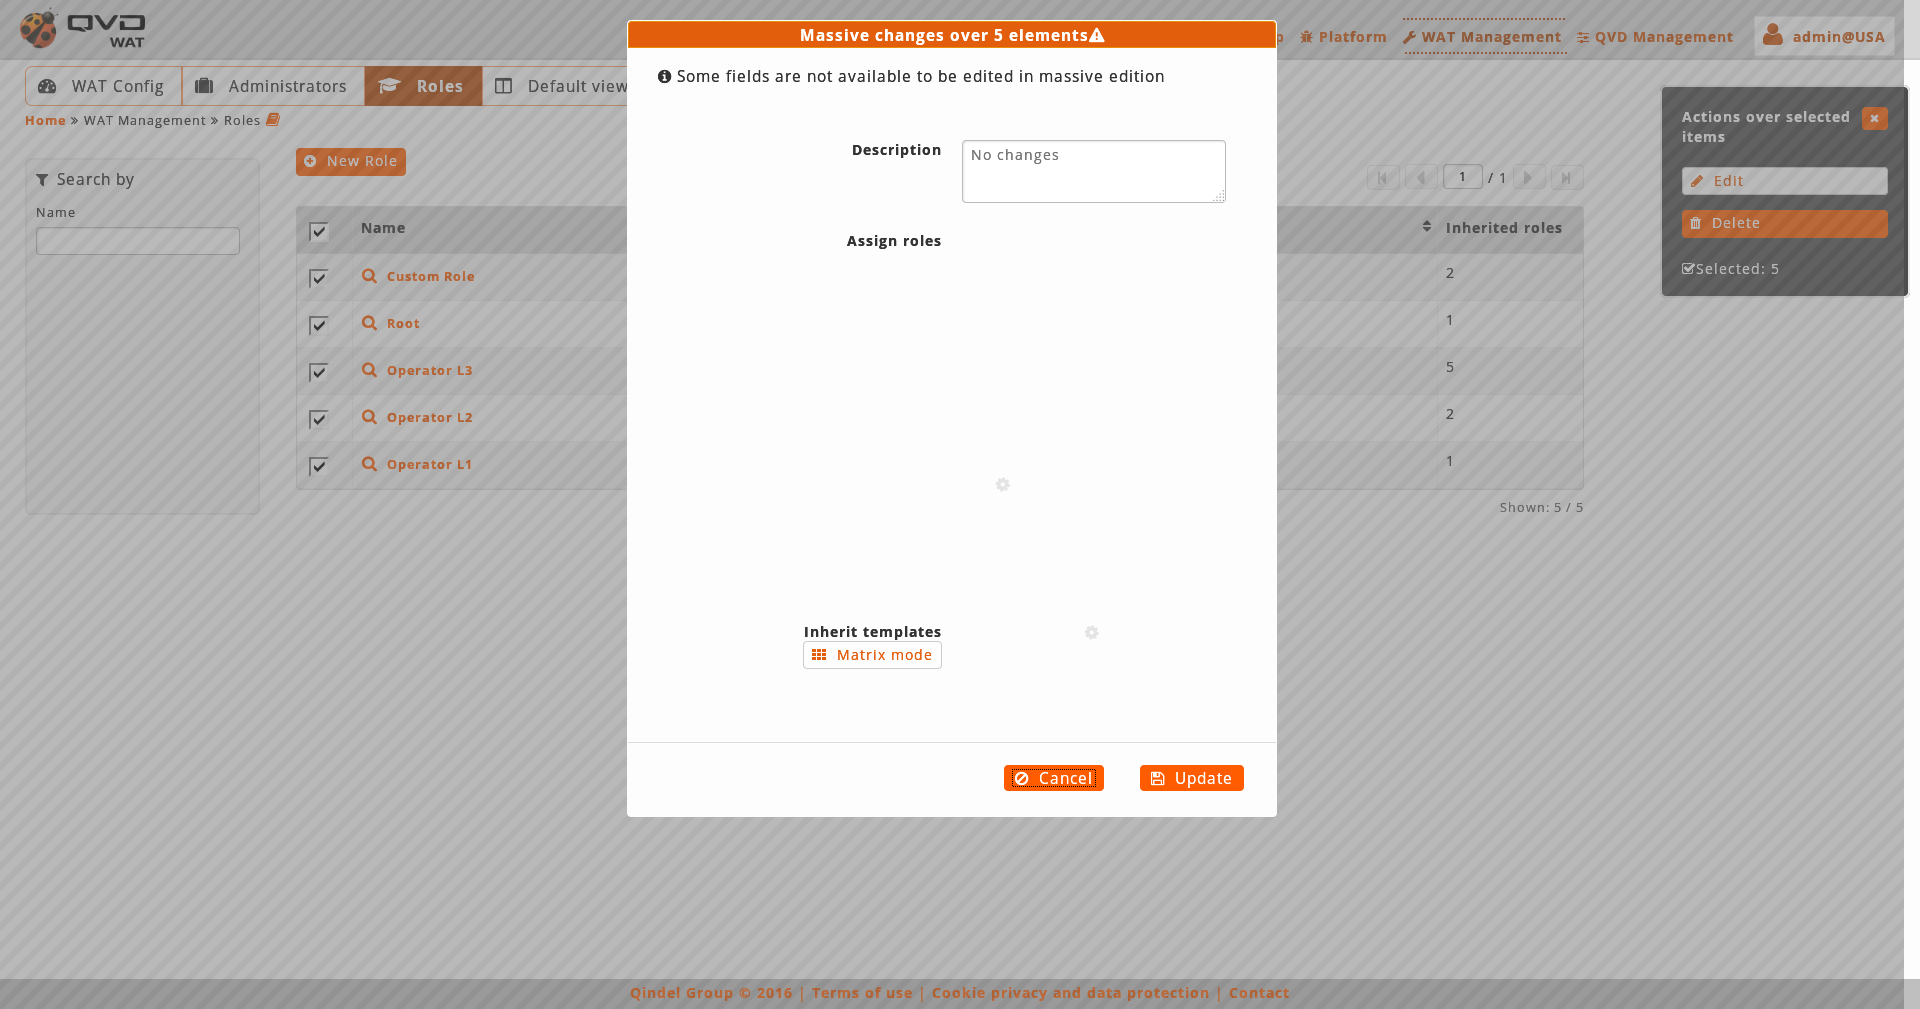 QVD
WAT
Platform
WAT Management
QVD Management
admin@USA
Massive changes over 5 elements
Some fields are not available to be edited in massive edition
WAT Config
Administrators
Roles
Default view
Home » WAT Management » Roles
New Role
Search by
Name
1 / 1
Name
Inherited roles
Custom Role
2
Root
1
Operator L3
5
Operator L2
2
Operator L1
1
Shown: 5 / 5
Description
No changes
Assign roles
Inherit templates
Matrix mode
Cancel
Update
Actions over selected
items
Edit
Delete
Selected: 5
Qindel Group © 2016 | Terms of use | Cookie privacy and data protection | Contact